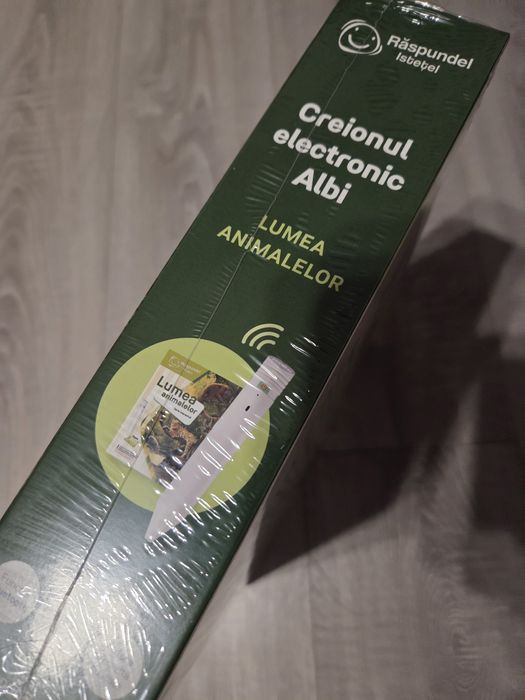 Răspundel
Istețel
Creionul
electronic
Albi
LUMEA
ANIMALELOR
Lumea
animalelor